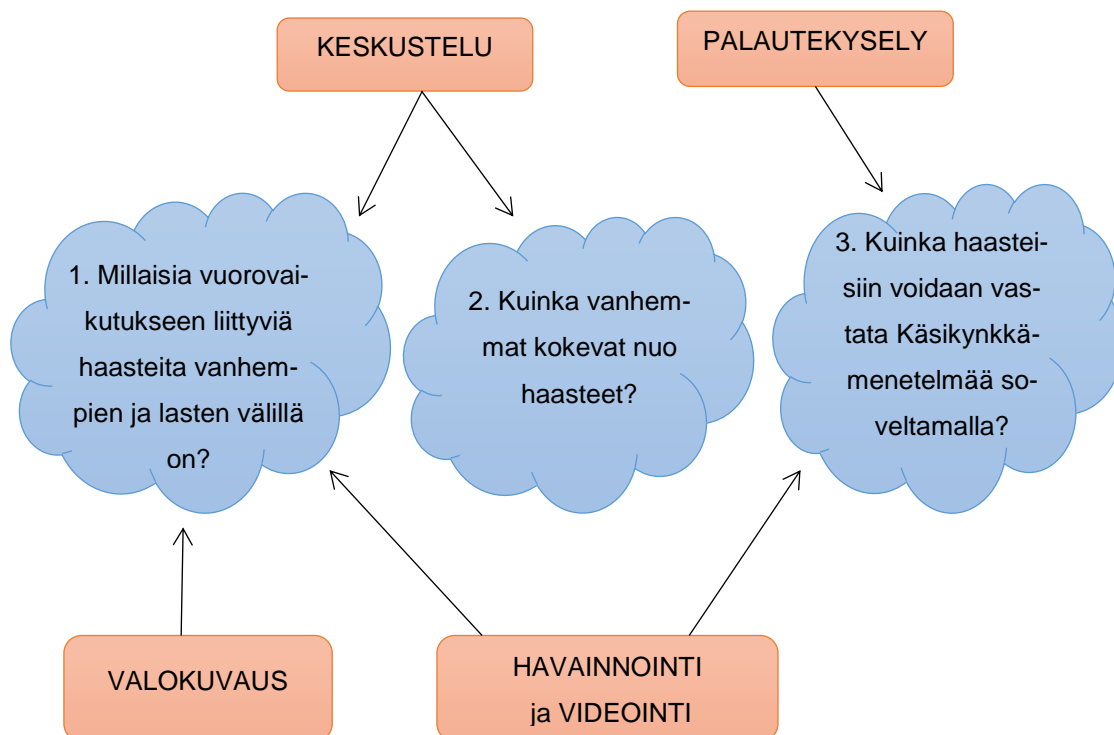 KESKUSTELU
PALAUTEKYSELY
1. Millaisia vuorovai-
kutukseen liittyviä
haasteita vanhem-
pien ja lasten välillä
on?
2. Kuinka vanhem-
mat kokevat nuo
haasteet?
3. Kuinka haastei-
siin voidaan vas-
tata Käsikynkkä-
menetelmää so-
veltamalla?
VALOKUVAUS
HAVAINNOINTI
ja VIDEOINTI